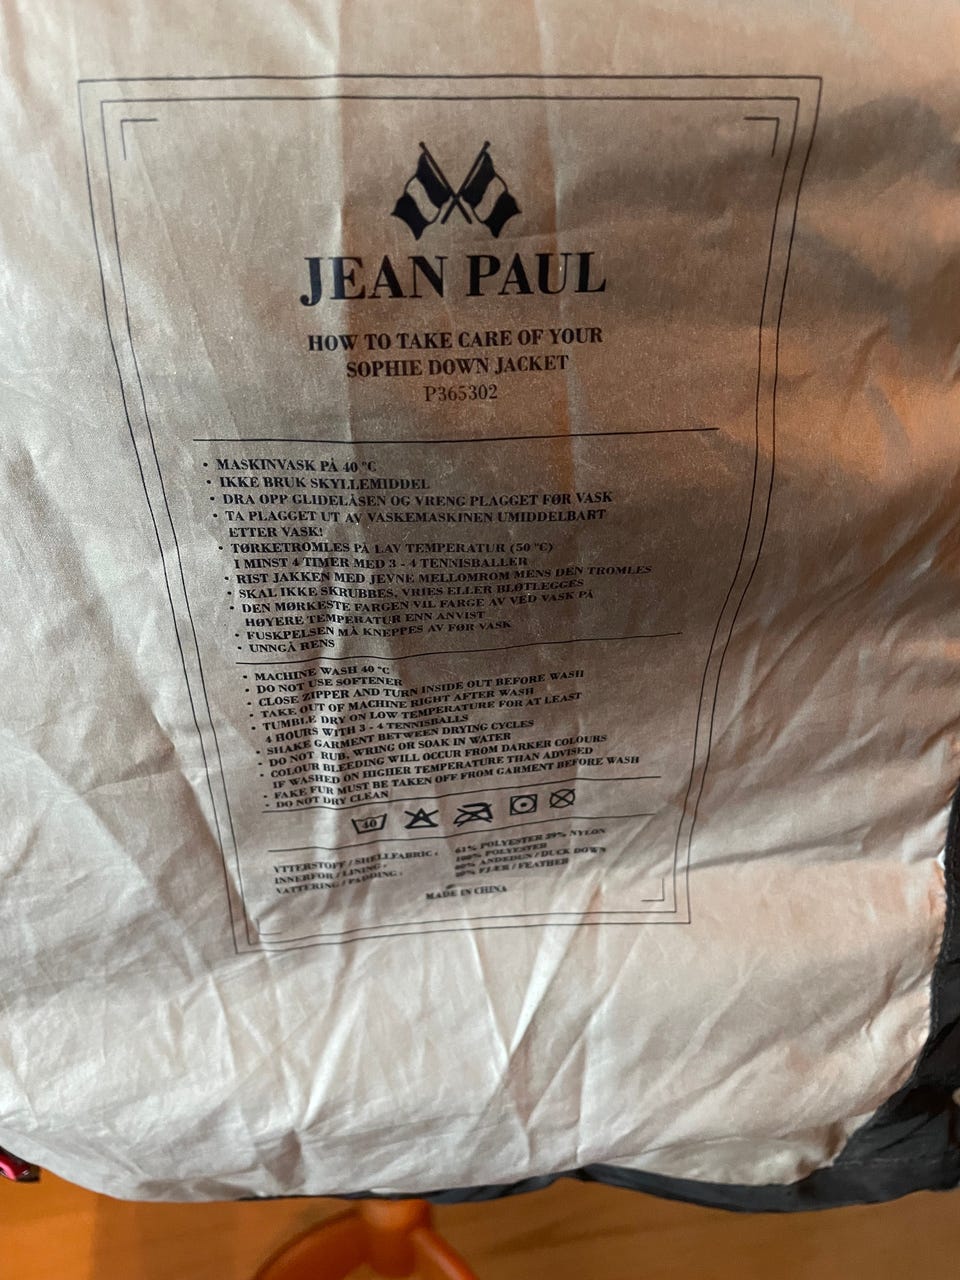 JEAN PAUL
HOW TO TAKE CARE OF YOUR
SOPHIE DOWN JACKET
P365302
• MASKINVASK PÅ 40 °C
• IKKE BRUK SKYLLEMIDDEL
• DRA OPP GLIDELÅSEN OG VRENG PLAGGET FØR VASK
• TA PLAGGET UT AV VASKEMASKINEN UMIDDELBART
ETTER VASK!
• TØRKETROMLES PÅ LAV TEMPERATUR (50 °C)
I MINST 4 TIMER MED 3 - 4 TENNISBALLER
• RIST JAKKEN MED JEVNE MELLOMROM MENS DEN TROMLES
• SKAL IKKE SKRUBBES, VRIES ELLER BLØTLEGGES
• DEN MØRKESTE FARGEN VIL FARGE AV VED VASK PÅ
HØYERE TEMPERATUR ENN ANVIST
• FUSKPELSEN MÅ KNEPPES AV FØR VASK
• UNNGÅ RENS
• MACHINE WASH 40 °C
• DO NOT USE SOFTENER
• CLOSE ZIPPER AND TURN INSIDE OUT BEFORE WASH
• TAKE OUT OF MACHINE RIGHT AFTER WASH
• TUMBLE DRY ON LOW TEMPERATURE FOR AT LEAST
4 HOURS WITH 3 - 4 TENNISBALLS
• SHAKE GARMENT BETWEEN DRYING CYCLES
• DO NOT RUB, WRING OR SOAK IN WATER
• COLOUR BLEEDING WILL OCCUR FROM DARKER COLOURS
IF WASHED ON HIGHER TEMPERATURE THAN ADVISED
• FAKE FUR MUST BE TAKEN OFF FROM GARMENT BEFORE WASH
• DO NOT DRY CLEAN
40
YTTERSTOFF / SHELLFABRIC : 61% POLYESTER 39% NYLON
INNERFOR / LINING : 100% POLYESTER
VATTERING / PADDING : ANDEDUN / DUCK DOWN
FJÆR / FEATHER
MADE IN CHINA